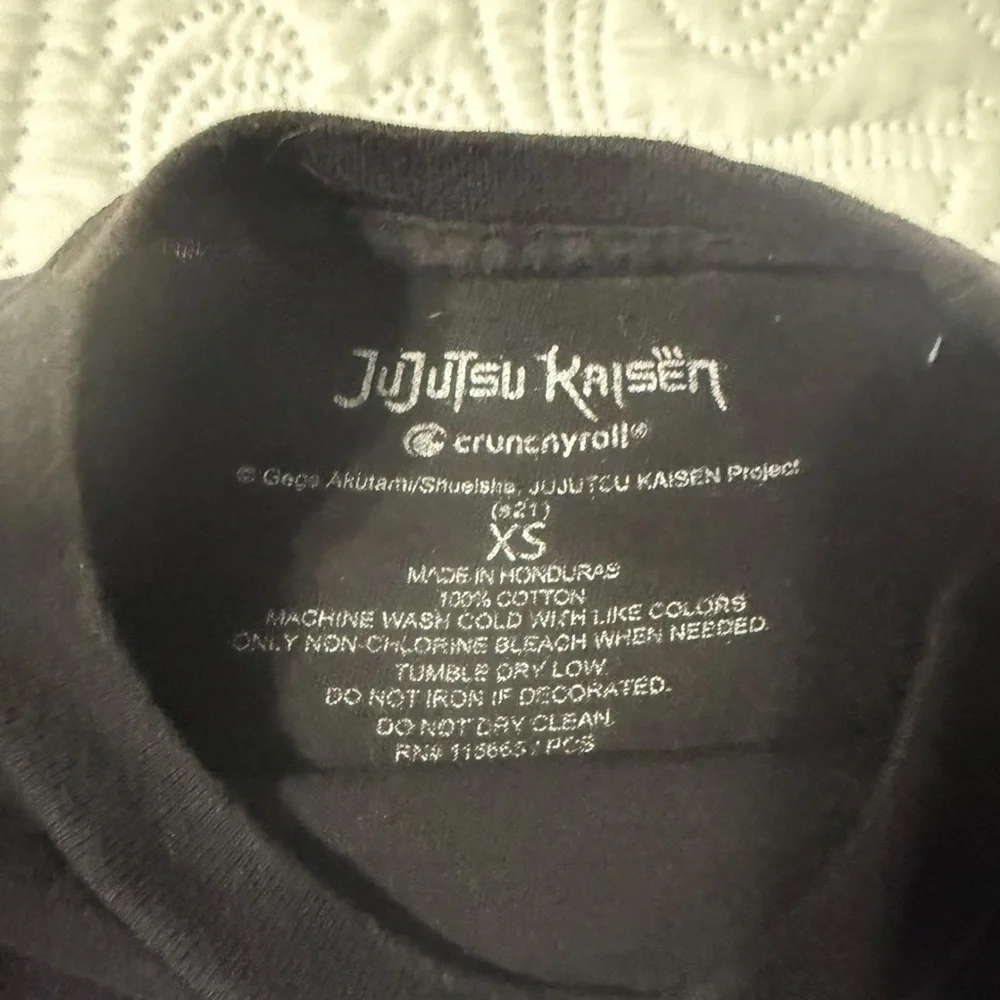 JUJUTSU KAISEN
crunchyroll®
© Gege Akutami/Shueisha, JUJUTSU KAISEN Project
(s21)
XS
MADE IN HONDURAS
100% COTTON
MACHINE WASH COLD WITH LIKE COLORS
ONLY NON-CHLORINE BLEACH WHEN NEEDED.
TUMBLE DRY LOW.
DO NOT IRON IF DECORATED.
DO NOT DRY CLEAN.
RN# / PCS